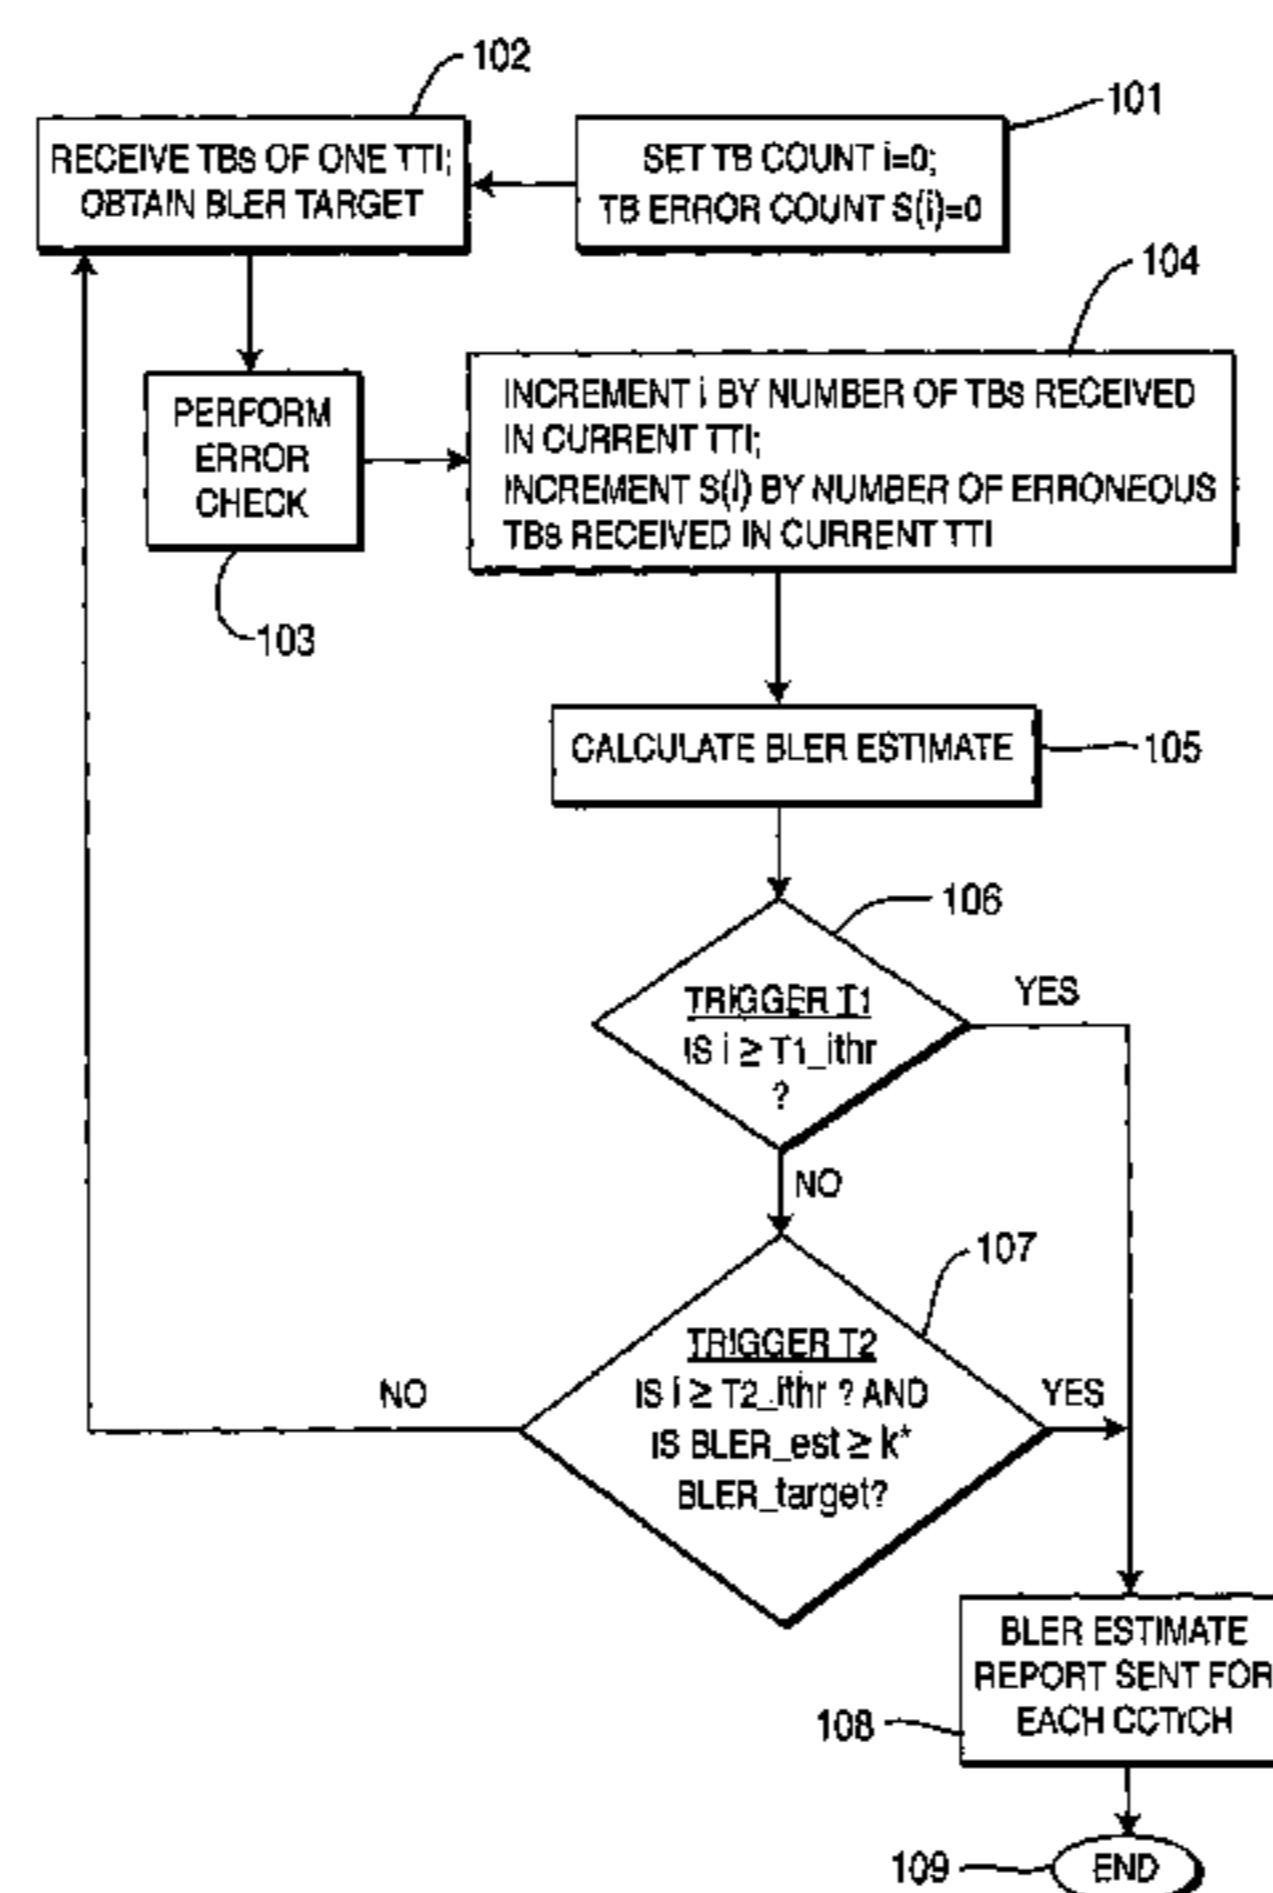 102
101
RECEIVE TBs OF ONE TTI;
OBTAIN BLER TARGET
SET TB COUNT i=0;
TB ERROR COUNT S(i)=0
104
PERFORM
ERROR
CHECK
103
INCREMENT i BY NUMBER OF TBs RECEIVED
IN CURRENT TTI;
INCREMENT S(i) BY NUMBER OF ERRONEOUS
TBs RECEIVED IN CURRENT TTI
CALCULATE BLER ESTIMATE
105
106
TRIGGER T1
IS i ≥ T1_ithr
?
YES
NO
107
TRIGGER T2
IS i ≥ T2_ithr ? AND
IS BLER_est ≥ k*
BLER_target?
NO
YES
BLER ESTIMATE
REPORT SENT FOR
EACH CCTrCH
108
109
END